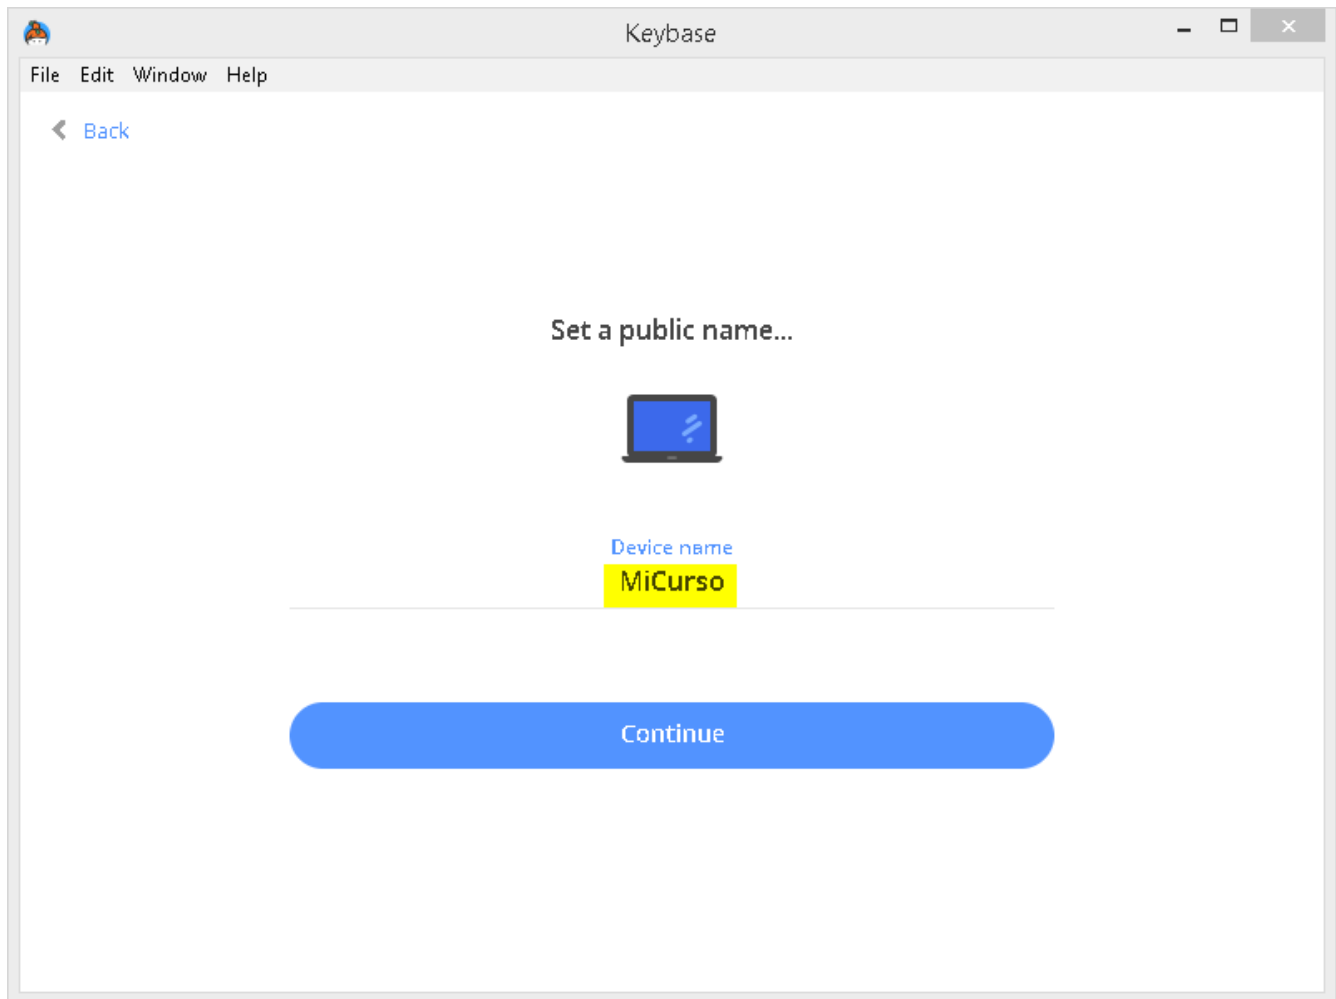 Keybase
File Edit Window Help
Back
Set a public name...
Device name
MiCurso
Continue